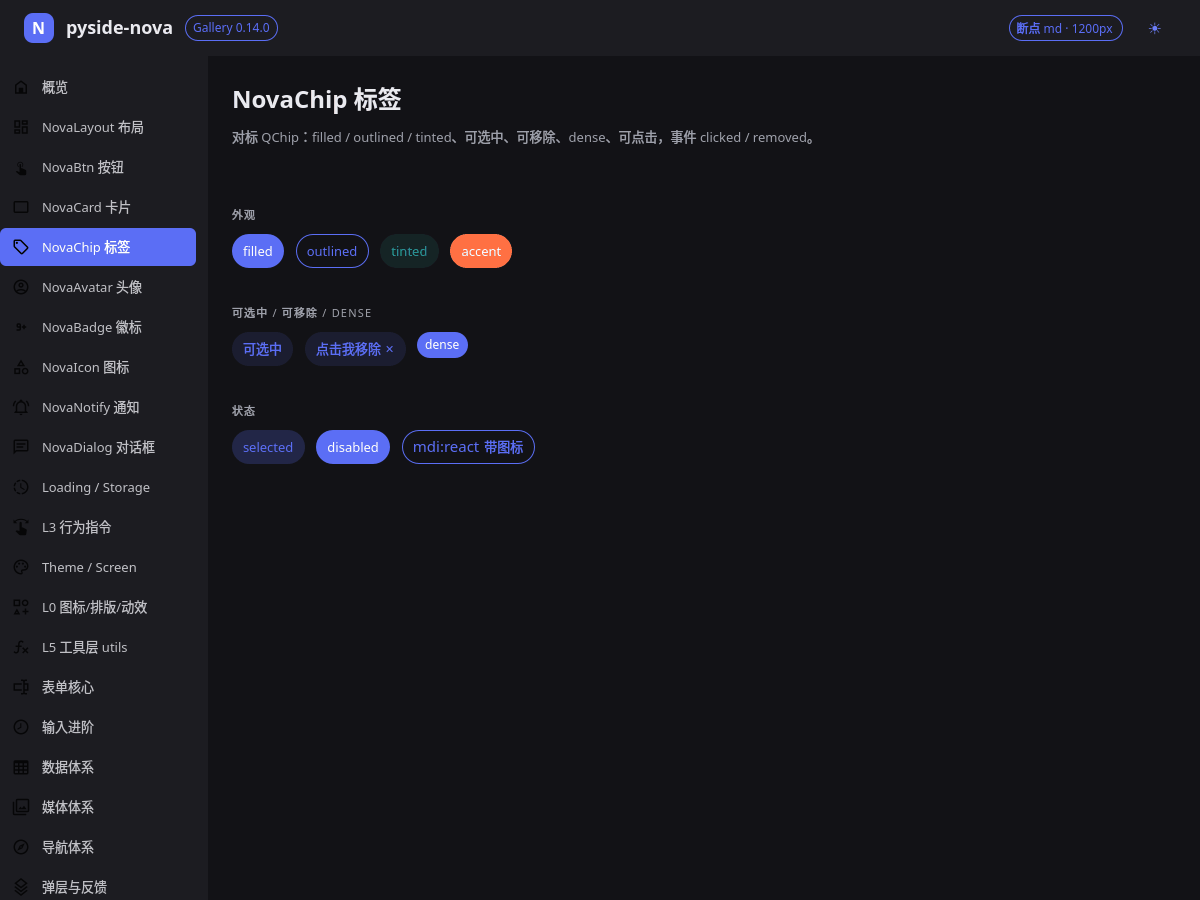 N pyside-nova Gallery 0.14.0 断点 md · 1200px
概览
NovaLayout 布局
NovaBtn 按钮
NovaCard 卡片
NovaChip 标签
NovaAvatar 头像
9+ NovaBadge 徽标
NovaIcon 图标
NovaNotify 通知
NovaDialog 对话框
Loading / Storage
L3 行为指令
Theme / Screen
L0 图标/排版/动效
L5 工具层 utils
表单核心
输入进阶
数据体系
媒体体系
导航体系
弹层与反馈
NovaChip 标签
对标 QChip：filled / outlined / tinted、可选中、可移除、dense、可点击，事件 clicked / removed。
外观
filled outlined tinted accent
可选中 / 可移除 / DENSE
可选中 点击我移除 × dense
状态
selected disabled mdi:react 带图标